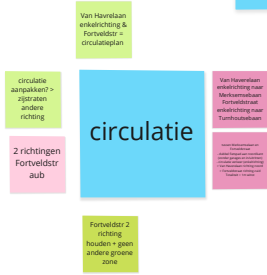 Van Havrelaan
enkelrichting &
Fortveldstr =
circulatieplan
circulatie
aanpakken? >
zijstraten
andere
richting
circulatie
Van Haverelaan
enkelrichting naar
Merksemsebaan
Fortveldstraat
enkelrichting naar
Turnhoutsebaan
2 richtingen
Fortveldstr
aub
Fortveldstr 2
richting
houden + geen
andere groene
zone